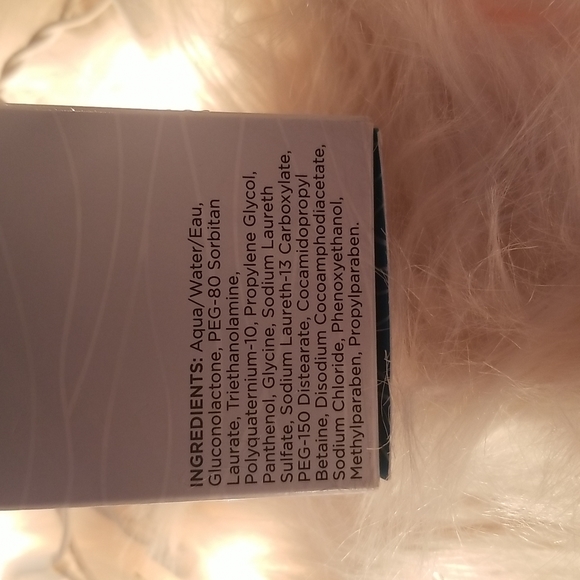 INGREDIENTS: Aqua/Water/Eau,
Gluconolactone, PEG-80 Sorbitan
Laurate, Triethanolamine,
Polyquaternium-10, Propylene Glycol,
Panthenol, Glycine, Sodium Laureth
Sulfate, Sodium Laureth-13 Carboxylate,
PEG-150 Distearate, Cocamidopropyl
Betaine, Disodium Cocoamphodiacetate,
Sodium Chloride, Phenoxyethanol,
Methylparaben, Propylparaben.